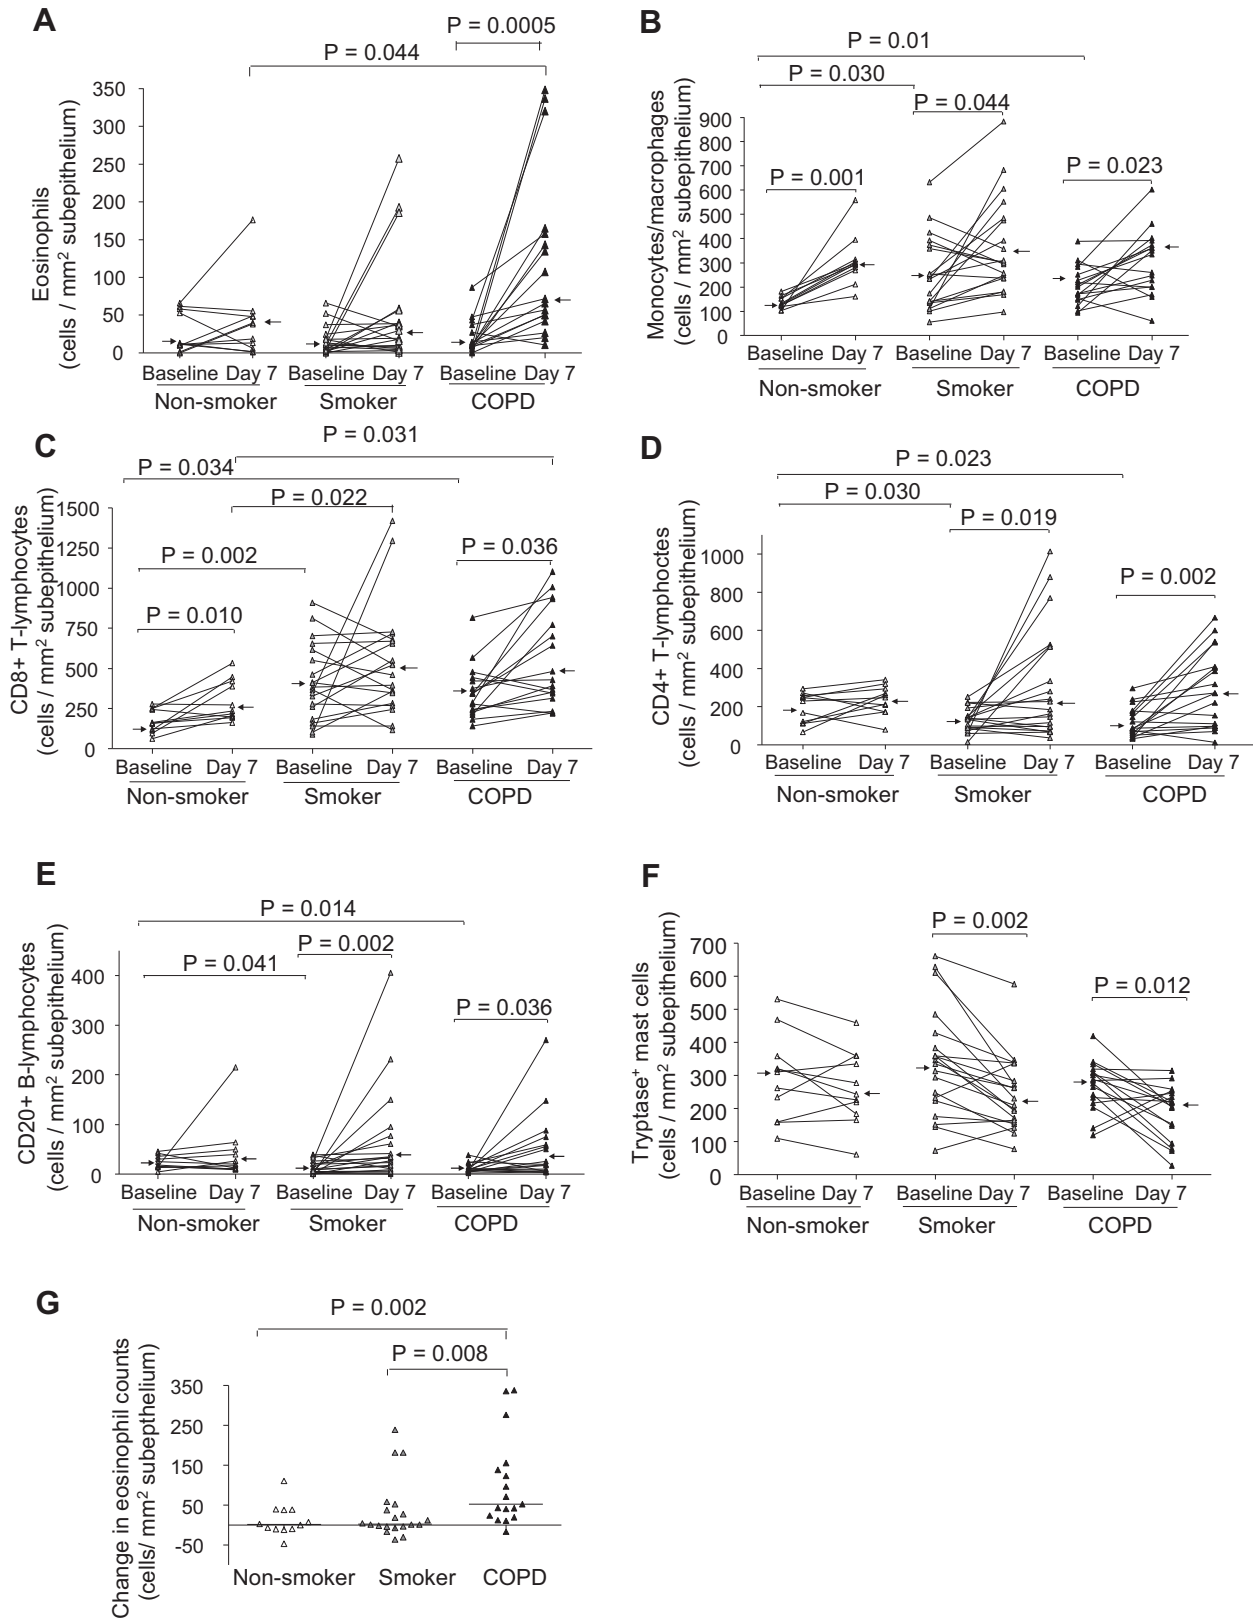 A
P = 0.0005
P = 0.044
Eosinophils
(cells / mm² subepithelium)
350
300
250
200
150
100
50
0
Baseline Day 7 Baseline Day 7 Baseline Day 7
Non-smoker Smoker COPD
B
P = 0.01
P = 0.030
P = 0.044
P = 0.001
P = 0.023
Monocytes/macrophages
(cells / mm² subepithelium)
900
800
700
600
500
400
300
200
100
0
Baseline Day 7 Baseline Day 7 Baseline Day 7
Non-smoker Smoker COPD
C
P = 0.031
P = 0.034
P = 0.022
P = 0.002
P = 0.036
P = 0.010
CD8+ T-lymphocytes
(cells / mm² subepithelium)
1500
1250
1000
750
500
250
0
Baseline Day 7 Baseline Day 7 Baseline Day 7
Non-smoker Smoker COPD
D
P = 0.023
P = 0.030
P = 0.019
P = 0.002
CD4+ T-lymphoctes
(cells / mm² subepithelium)
1000
800
600
400
200
0
Baseline Day 7 Baseline Day 7 Baseline Day 7
Non-smoker Smoker COPD
E
P = 0.014
P = 0.002
P = 0.041
P = 0.036
CD20+ B-lymphocytes
(cells / mm² subepithelium)
400
300
200
100
0
Baseline Day 7 Baseline Day 7 Baseline Day 7
Non-smoker Smoker COPD
F
P = 0.002
P = 0.012
Tryptase⁺ mast cells
(cells / mm² subepithelium)
700
600
500
400
300
200
100
0
Baseline Day 7 Baseline Day 7 Baseline Day 7
Non-smoker Smoker COPD
G
P = 0.002
P = 0.008
Change in eosinophil counts
(cells/ mm² subepthelium)
350
250
150
50
-50
Non-smoker Smoker COPD